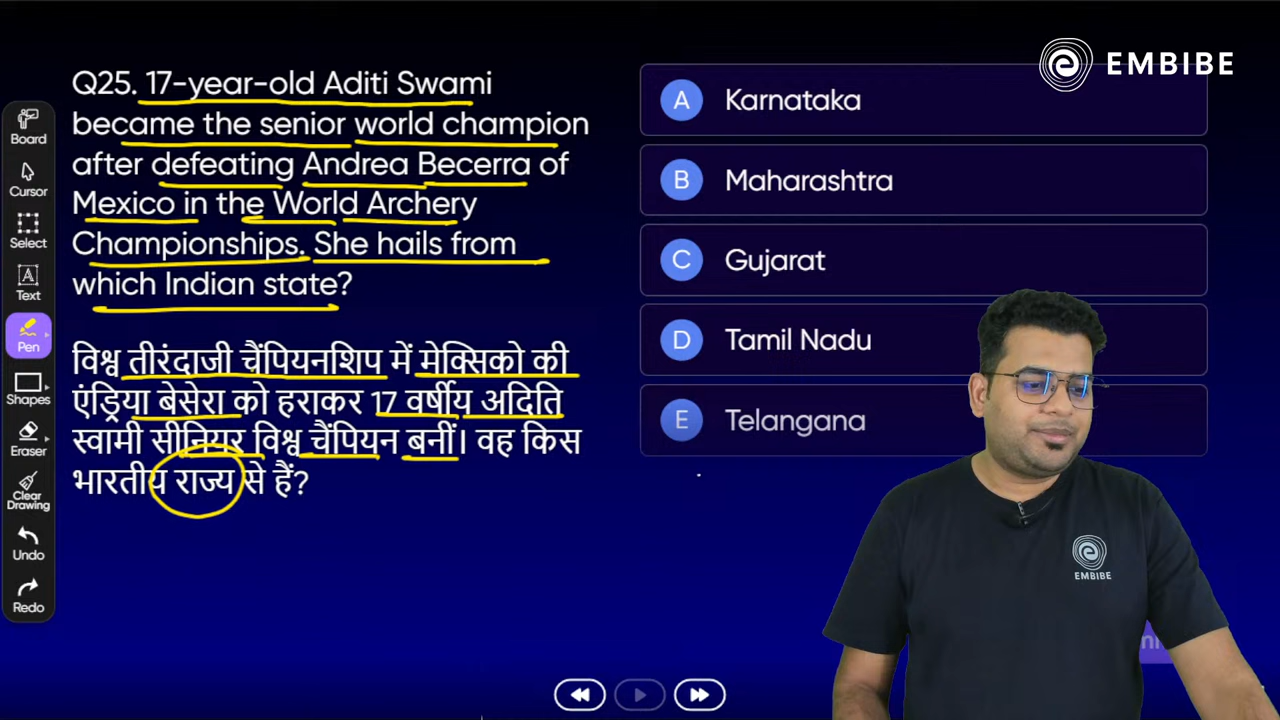 EMBIBE
Q25. 17-year-old Aditi Swami
became the senior world champion
after defeating Andrea Becerra of
Mexico in the World Archery
Championships. She hails from
which Indian state?
विश्व तीरंदाजी चैंपियनशिप में मेक्सिको की
एंड्रिया बेसेरा को हराकर 17 वर्षीय अदिति
स्वामी सीनियर विश्व चैंपियन बनीं। वह किस
भारतीय राज्य से हैं?
A Karnataka
B Maharashtra
C Gujarat
D Tamil Nadu
E Telangana
Board
Cursor
Select
A
Text
Pen
Shapes
Eraser
Clear
Drawing
Undo
Redo
EMBIBE